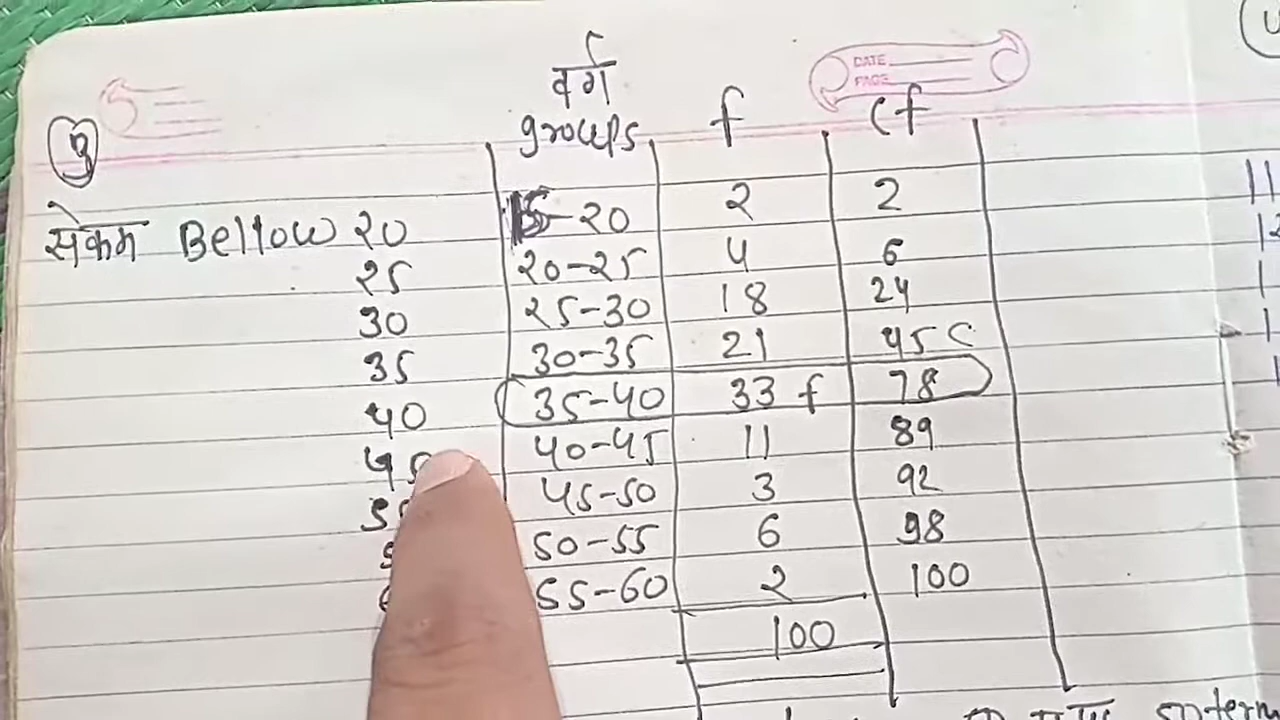 वर्ग
DATE
PAGE
3 groups f cf
से कम Bellow 20 15-20 2 2
25 20-25 4 6
30 25-30 18 24
35 30-35 21 45 C
40 35-40 33 f 78
45 40-45 11 89
45-50 3 92
50-55 6 98
55-60 2 100
100